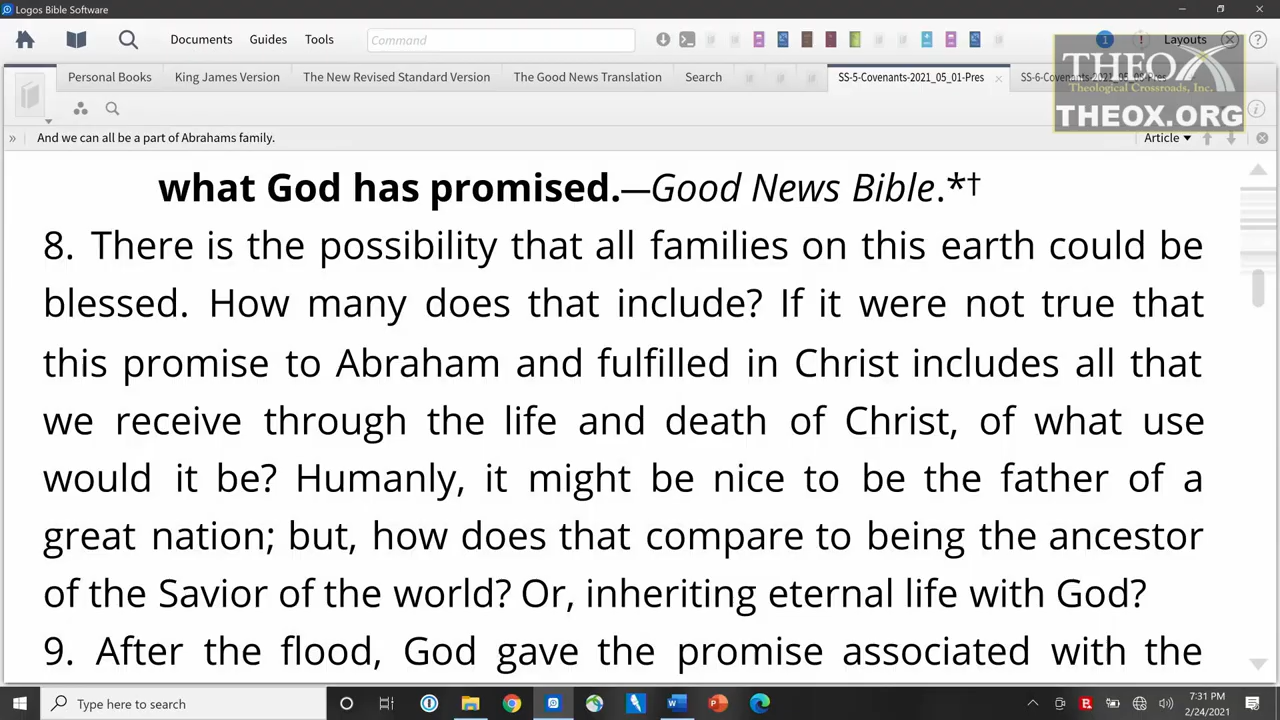 Logos Bible Software
Documents Guides Tools Command Layouts
Personal Books King James Version The New Revised Standard Version The Good News Translation Search SS-5-Covenants-2021_05_01-Pres
THEOX
Theological Crossroads, Inc.
THEOX.ORG
And we can all be a part of Abrahams family. Article
what God has promised.—Good News Bible.*†
8. There is the possibility that all families on this earth could be
blessed. How many does that include? If it were not true that
this promise to Abraham and fulfilled in Christ includes all that
we receive through the life and death of Christ, of what use
would it be? Humanly, it might be nice to be the father of a
great nation; but, how does that compare to being the ancestor
of the Savior of the world? Or, inheriting eternal life with God?
9. After the flood, God gave the promise associated with the
Type here to search
7:31 PM
2/24/2021